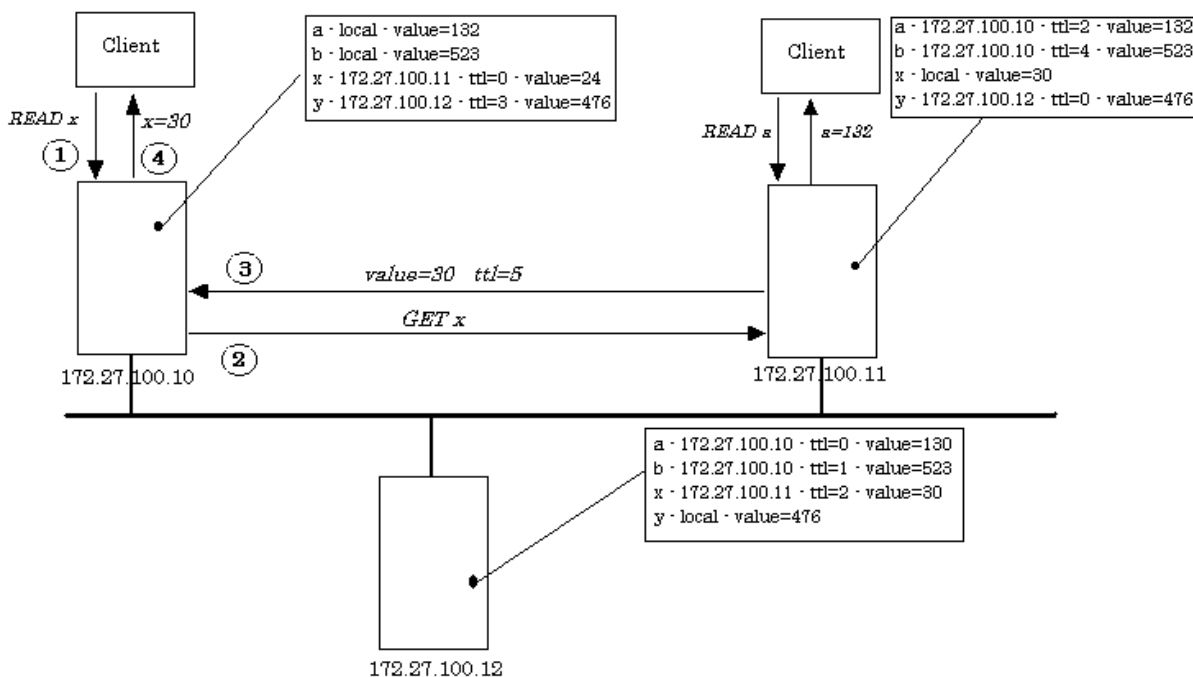 Client
READ x
x=30
1
4
a - local - value=132
b - local - value=523
x - 172.27.100.11 - ttl=0 - value=24
y - 172.27.100.12 - ttl=3 - value=476
Client
READ a
a=132
a - 172.27.100.10 - ttl=2 - value=132
b - 172.27.100.10 - ttl=4 - value=523
x - local - value=30
y - 172.27.100.12 - ttl=0 - value=476
3
value=30 ttl=5
GET x
2
172.27.100.10
172.27.100.11
a - 172.27.100.10 - ttl=0 - value=130
b - 172.27.100.10 - ttl=1 - value=523
x - 172.27.100.11 - ttl=2 - value=30
y - local - value=476
172.27.100.12